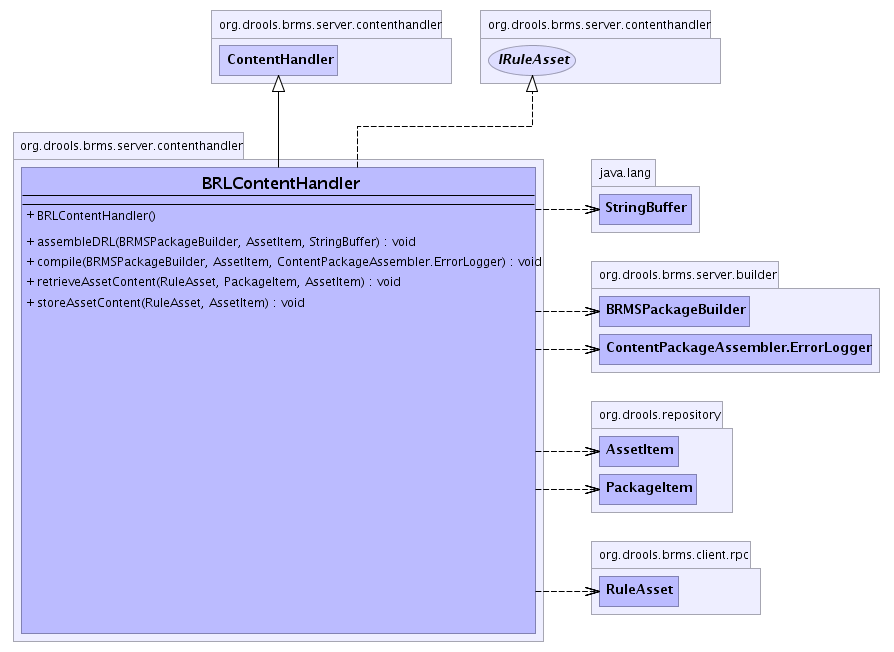 org.drools.brms.server.contenthandler
ContentHandler
org.drools.brms.server.contenthandler
IRuleAsset
org.drools.brms.server.contenthandler
BRLContentHandler
+ BRLContentHandler()
+ assembleDRL(BRMSPackageBuilder, AssetItem, StringBuffer) : void
+ compile(BRMSPackageBuilder, AssetItem, ContentPackageAssembler.ErrorLogger) : void
+ retrieveAssetContent(RuleAsset, PackageItem, AssetItem) : void
+ storeAssetContent(RuleAsset, AssetItem) : void
java.lang
StringBuffer
org.drools.brms.server.builder
BRMSPackageBuilder
ContentPackageAssembler.ErrorLogger
org.drools.repository
AssetItem
PackageItem
org.drools.brms.client.rpc
RuleAsset